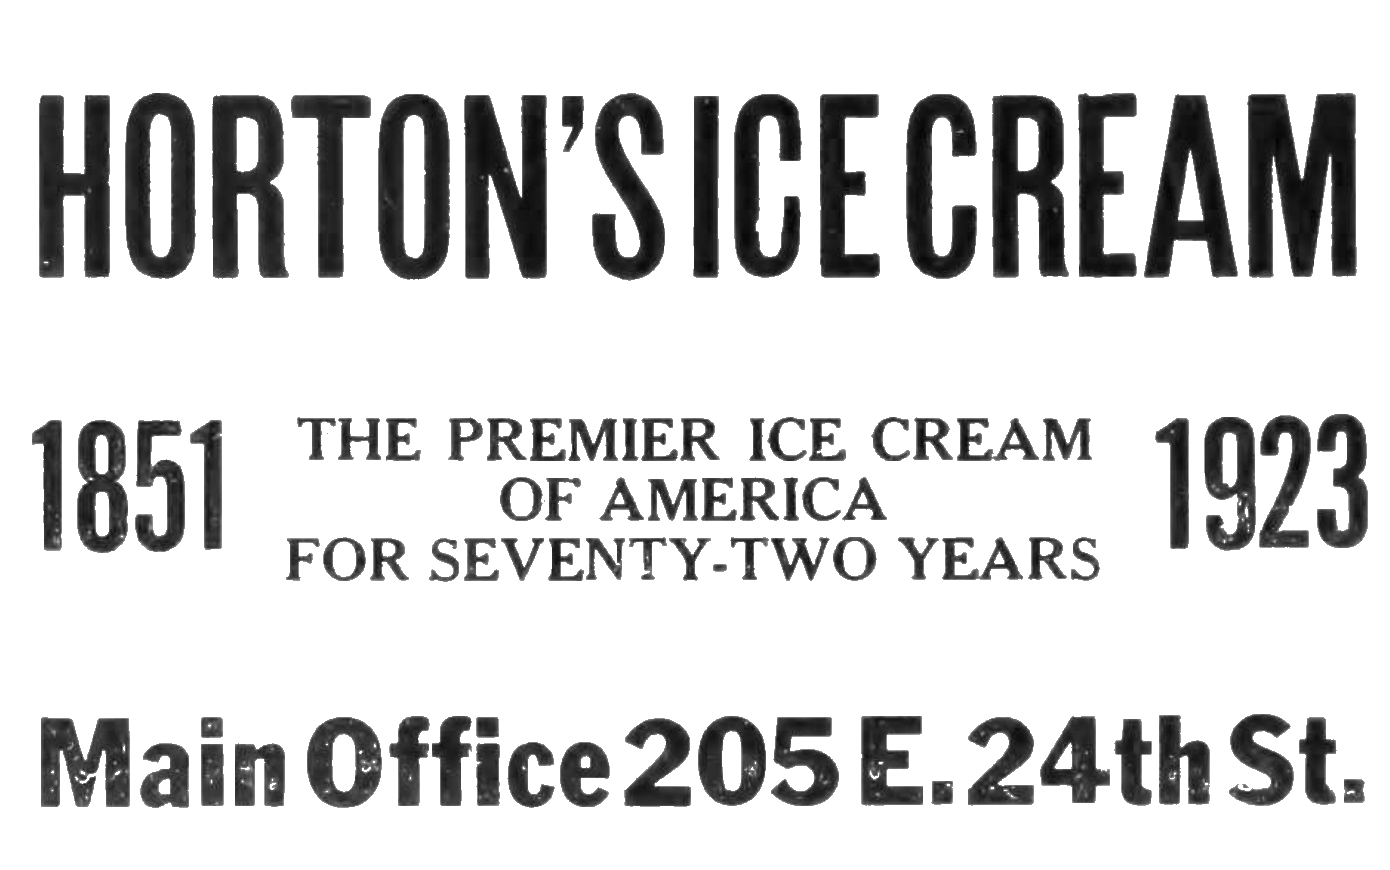 HORTON'S ICE CREAM
1851
THE PREMIER ICE CREAM
OF AMERICA
FOR SEVENTY-TWO YEARS
1923
Main Office 205 E. 24th St.